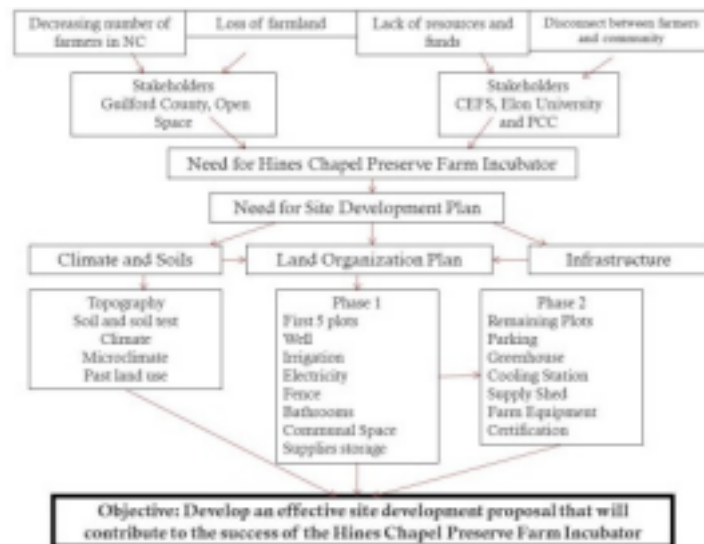 Decreasing number of
farmers in NC
Loss of farmland
Lack of resources and
funds
Disconnect between farmers
and community
Stakeholders
Guilford County, Open
Space
Stakeholders
CEFS, Elon University
and PCC
Need for Hines Chapel Preserve Farm Incubator
Need for Site Development Plan
Climate and Soils
Land Organization Plan
Infrastructure
Topography
Soil and soil test
Climate
Microclimate
Past land use
Phase 1
First 5 plots
Well
Irrigation
Electricity
Fence
Bathrooms
Communal Space
Supplies storage
Phase 2
Remaining Plots
Parking
Greenhouse
Cooling Station
Supply Shed
Farm Equipment
Certification
Objective: Develop an effective site development proposal that will
contribute to the success of the Hines Chapel Preserve Farm Incubator